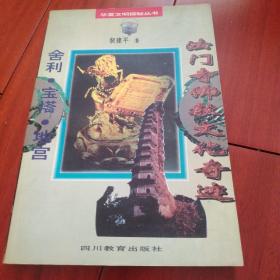 华夏文明探秘丛书
裴建平 著
法门寺佛教文化奇迹
舍利·宝塔·地宫
四川教育出版社